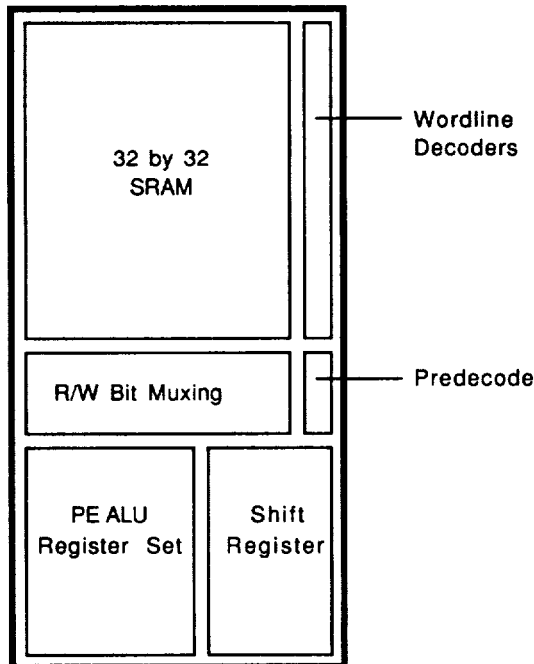 32 by 32
SRAM
Wordline
Decoders
R/W Bit Muxing
Predecode
PE ALU
Register Set
Shift
Register